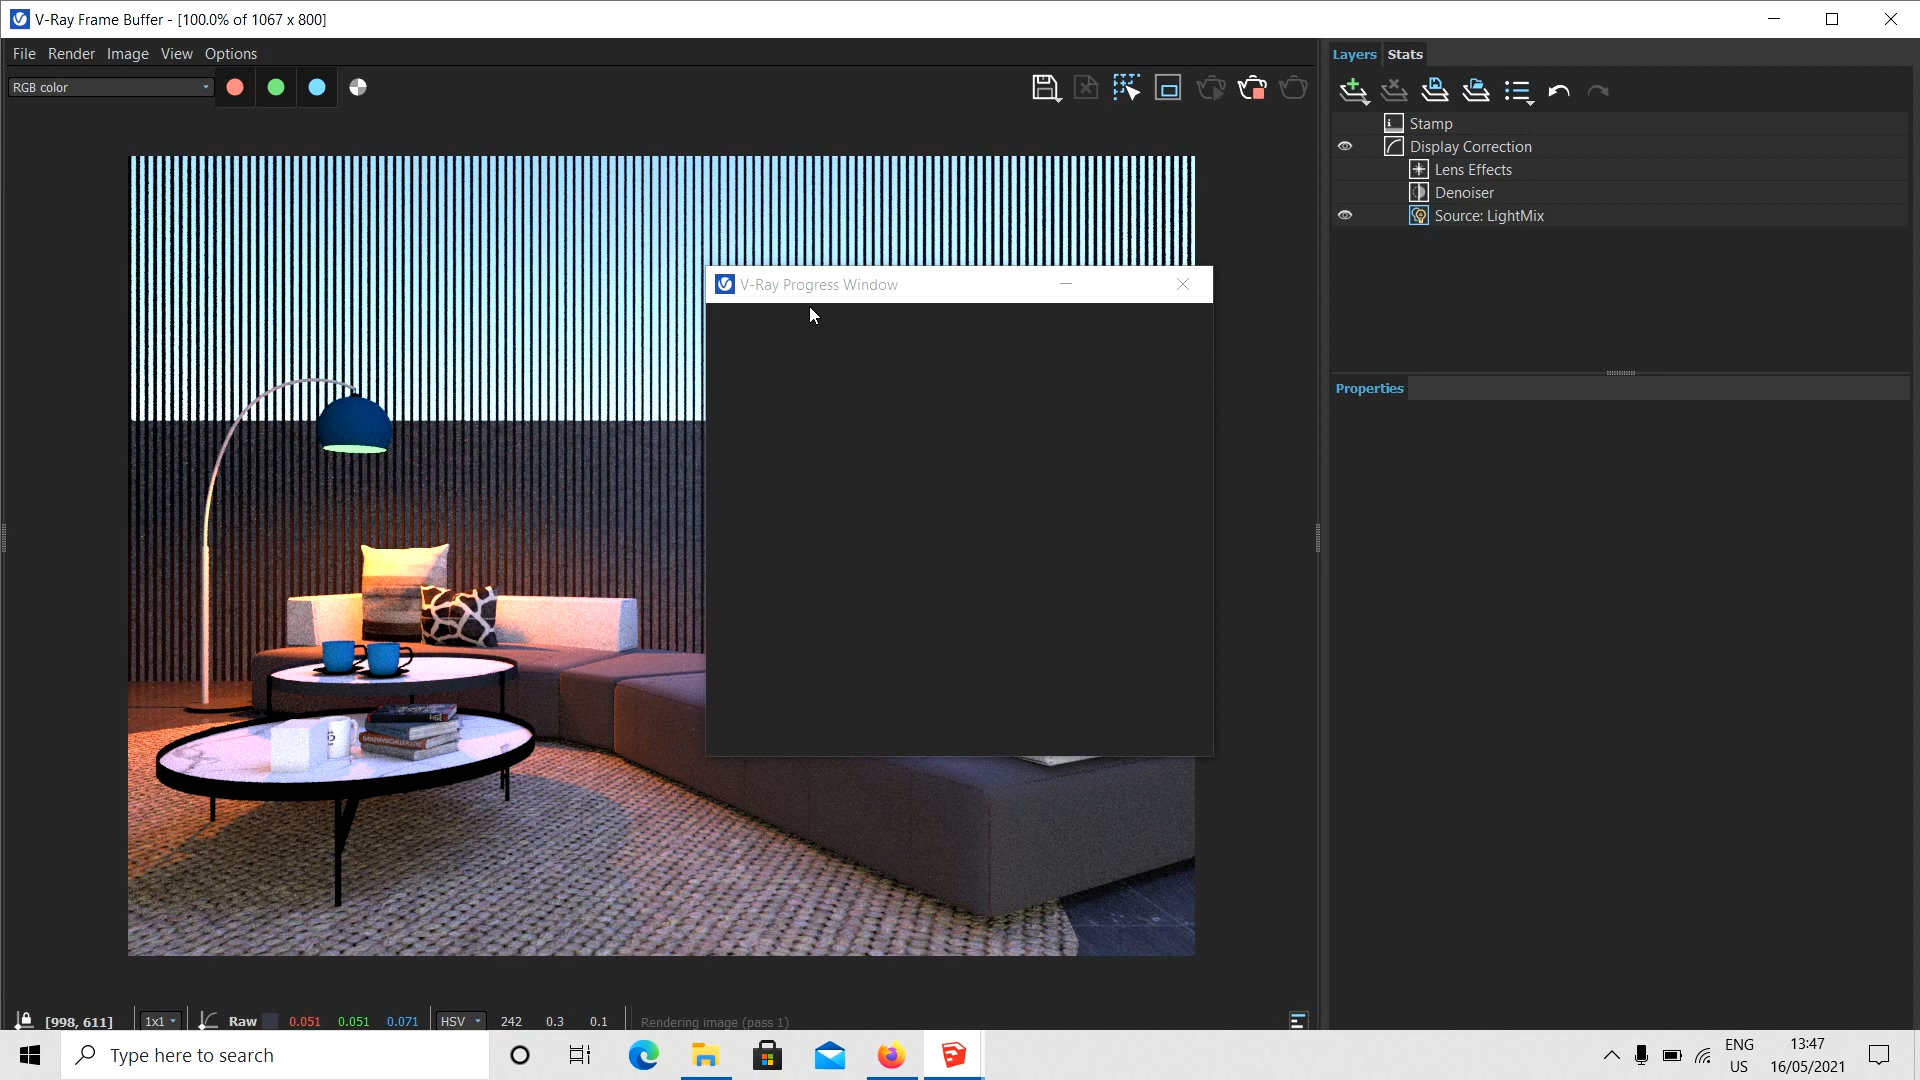 V-Ray Frame Buffer - [100.0% of 1067 x 800]
File Render Image View Options
RGB color
Layers Stats
Stamp
Display Correction
Lens Effects
Denoiser
Source: LightMix
V-Ray Progress Window
Properties
[998, 611] 1x1 Raw 0.051 0.051 0.071 HSV 242 0.3 0.1 Rendering image (pass 1)
Type here to search
ENG
US
13:47
16/05/2021